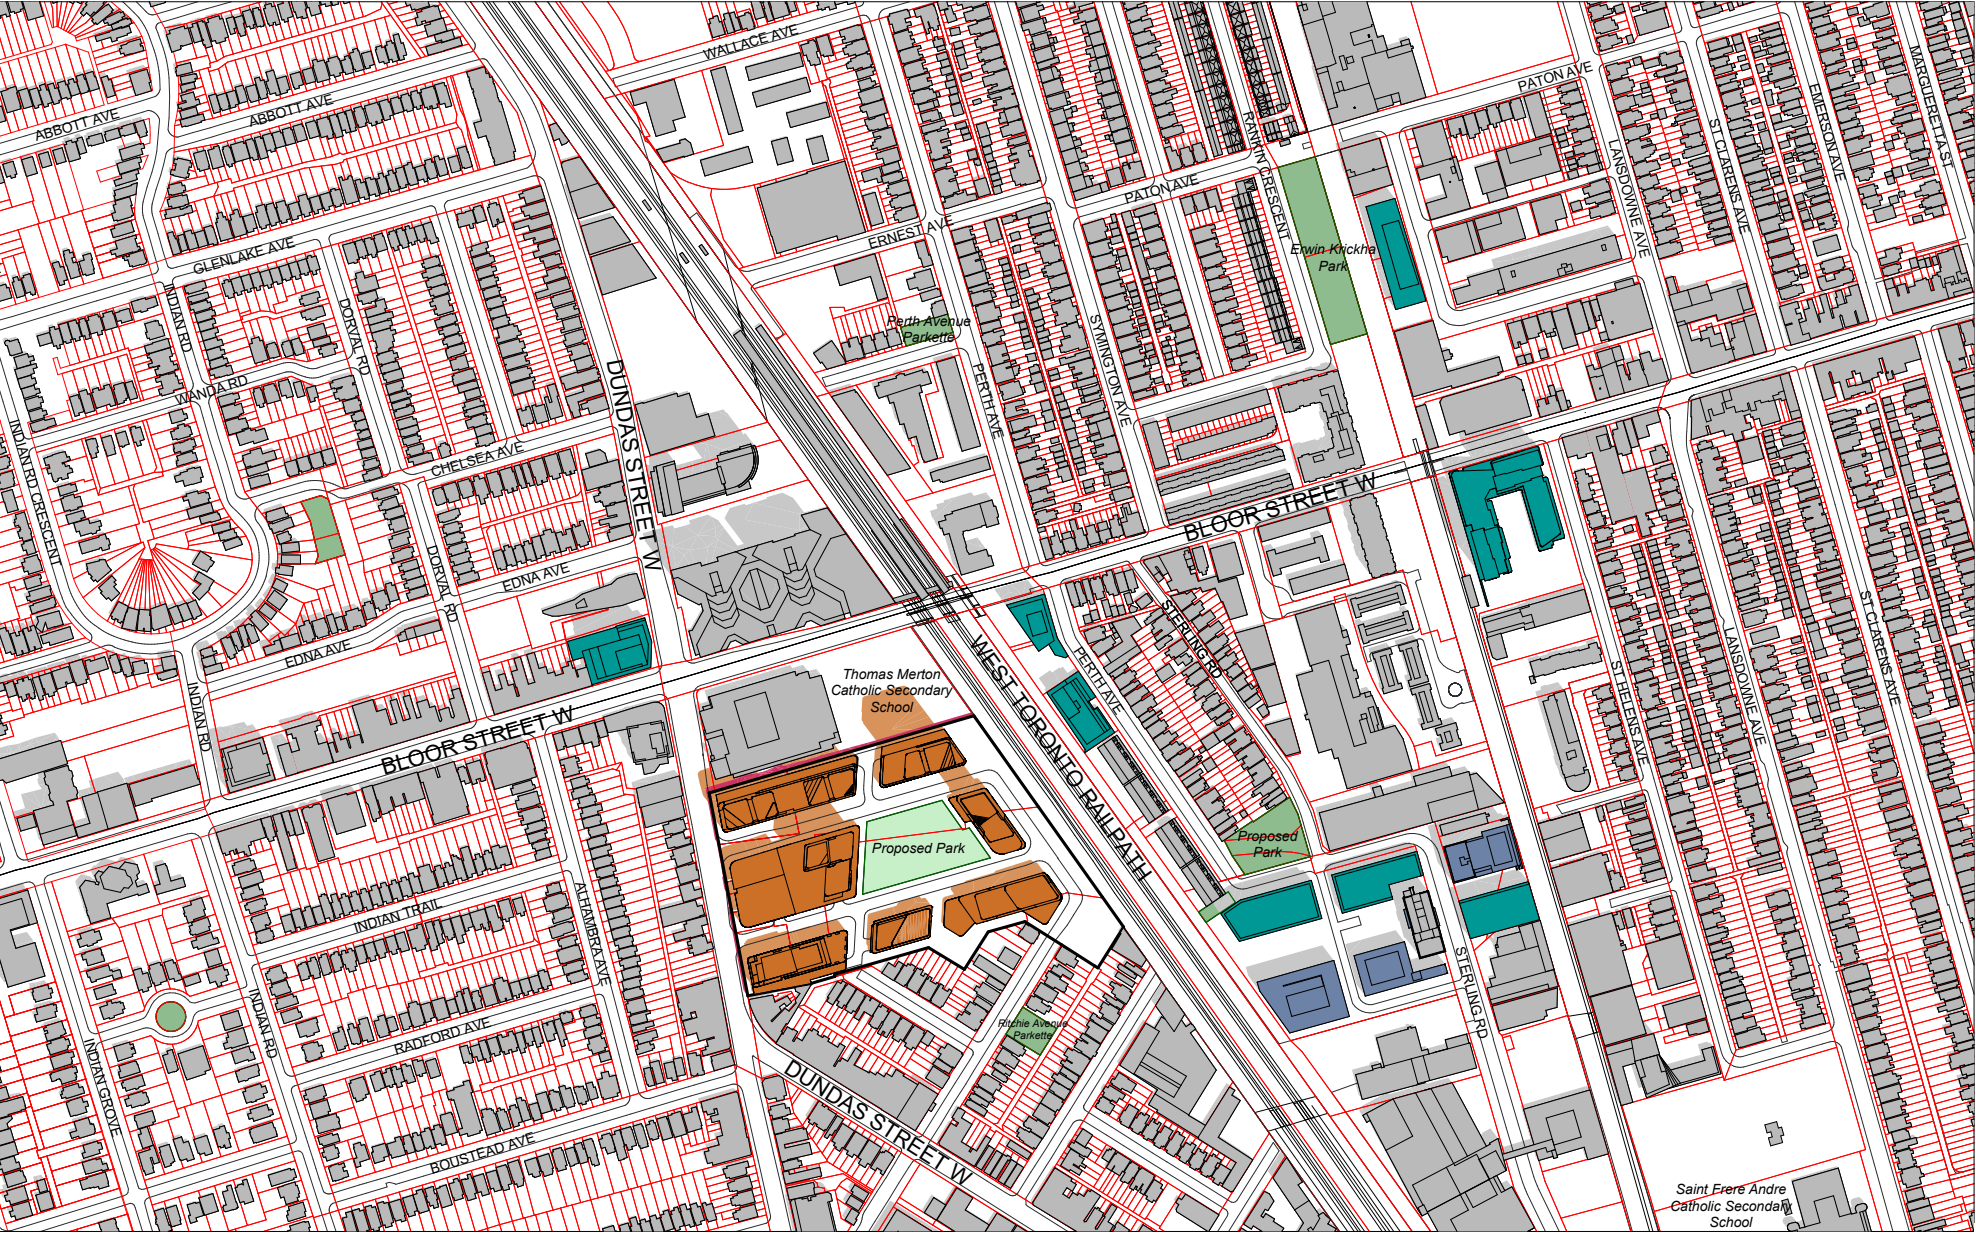 WALLACE AVE
ABBOTT AVE
ABBOTT AVE
PATON AVE
MARGUERETTA ST
EMERSON AVE
ST CLARENS AVE
LANSDOWNE AVE
RANKIN CRESCENT
PATON AVE
ERNEST AVE
GLENLAKE AVE
Erwin Krickha
Park
INDIAN RD
DORVAL RD
Perth Avenue
Parkette
SYMINGTON AVE
PERTH AVE
WANDA RD
DUNDAS STREET W
INDIAN RD CRESCENT
CHELSEA AVE
BLOOR STREET W
DORVAL RD
EDNA AVE
EDNA AVE
STERLING RD
ST CLARENS AVE
LANSDOWNE AVE
ST HELENS AVE
PERTH AVE
WEST TORONTO RAILPATH
Thomas Merton
Catholic Secondary
School
INDIAN RD
BLOOR STREET W
Proposed Park
Proposed
Park
ALHAMBRA AVE
INDIAN TRAIL
STERLING RD
INDIAN RD
RADFORD AVE
Ritchie Avenue
Parkette
INDIAN GROVE
DUNDAS STREET W
BOUSTEAD AVE
Saint Frere Andre
Catholic Secondary
School